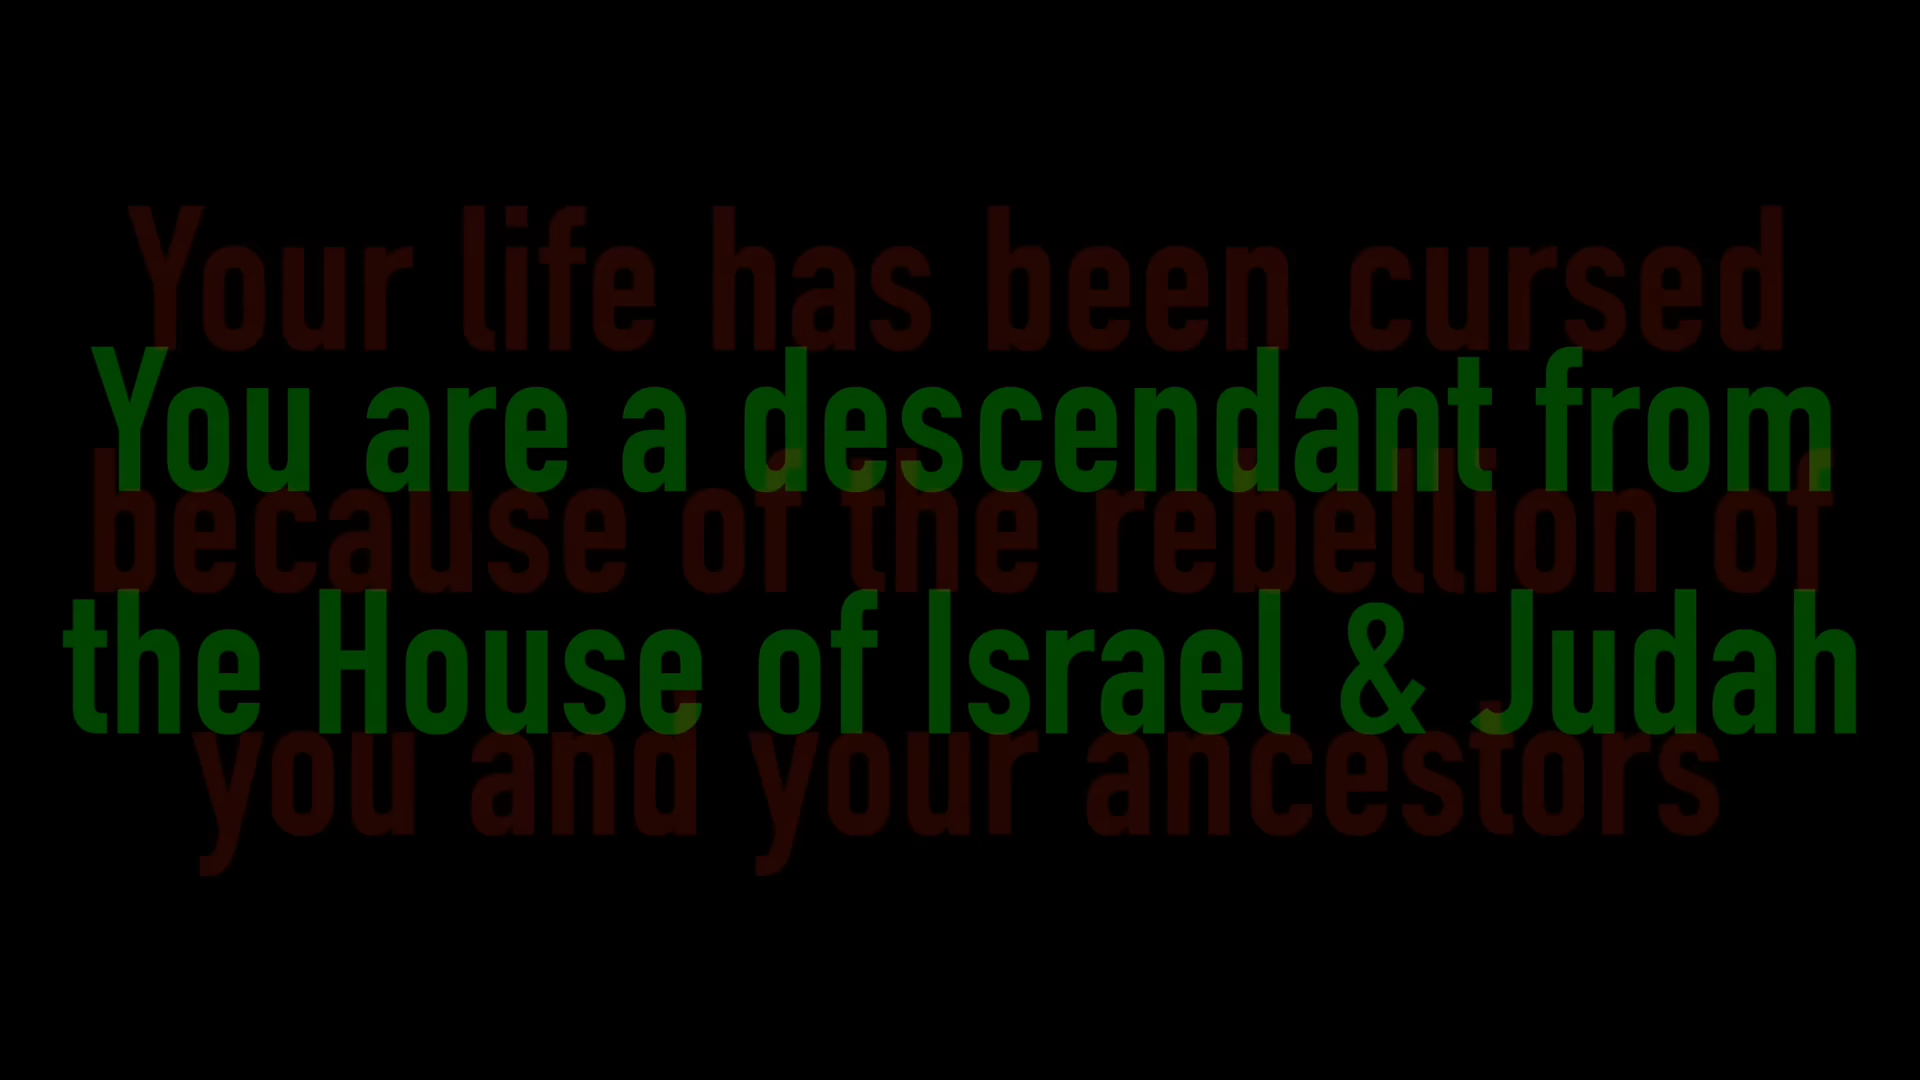 Your life has been cursed
You are a descendant from
because of the rebellion of
the House of Israel & Judah
you and your ancestors